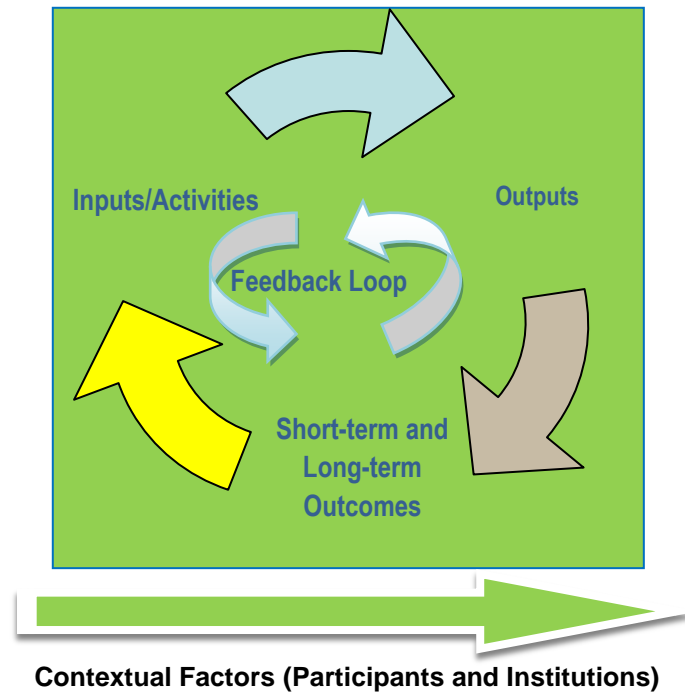 Inputs/Activities
Outputs
Feedback Loop
Short-term and
Long-term
Outcomes
Contextual Factors (Participants and Institutions)